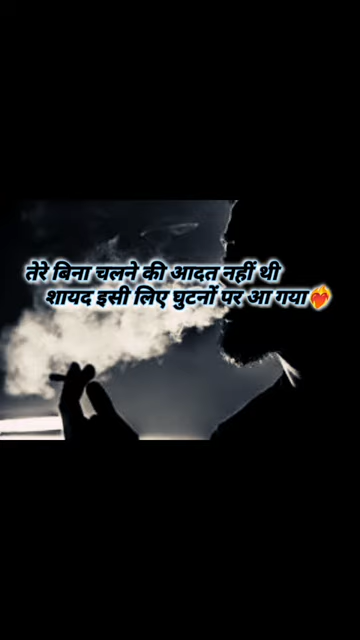 तेरे बिना चलने की आदत नहीं थी
शायद इसी लिए घुटनों पर आ गया❤️‍🔥